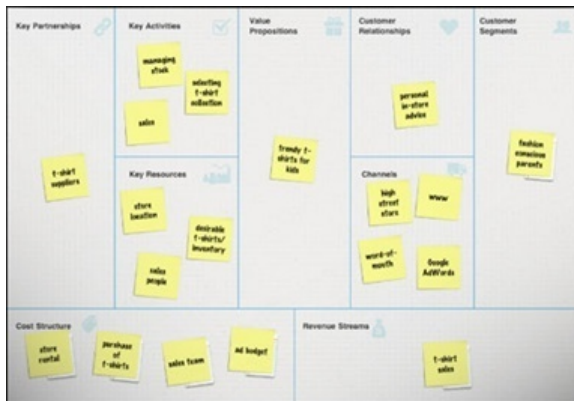 Key Partnerships
t-shirt
suppliers
Key Activities
managing
stock
selecting
t-shirt
collection
sales
Key Resources
store
location
desirable
t-shirts/
inventory
sales
people
Value
Propositions
trendy t-
shirts for
kids
Customer
Relationships
personal
in-store
advice
Channels
high
street
store
www
word-of-
mouth
Google
AdWords
Customer
Segments
fashion
conscious
parents
Cost Structure
store
rental
purchase
of
t-shirts
sales team
ad budget
Revenue Streams
t-shirt
sales